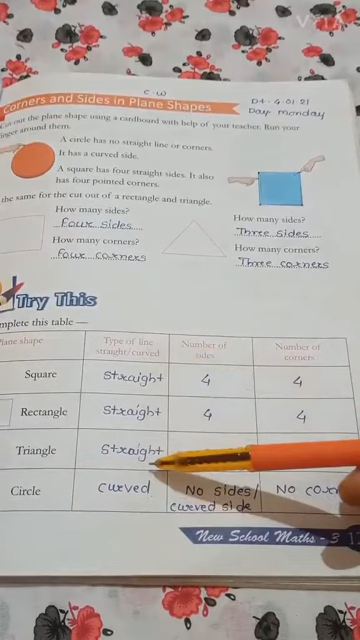 C.W
Dt - 4.01.21
Day monday
Corners and Sides in Plane Shapes
Cut out the plane shape using a cardboard with help of your teacher. Run your
finger around them.
A circle has no straight line or corners.
It has a curved side.
A square has four straight sides. It also
has four pointed corners.
the same for the cut out of a rectangle and triangle.
How many sides?
Four sides
How many corners?
Four corners
How many sides?
Three sides
How many corners?
Three corners
Try This
mplete this table —
Plane shape Type of line straight/curved Number of sides Number of corners
Square straight 4 4
Rectangle straight 4 4
Triangle straight
Circle curved No sides/ curved side No cor
New School Maths - 3